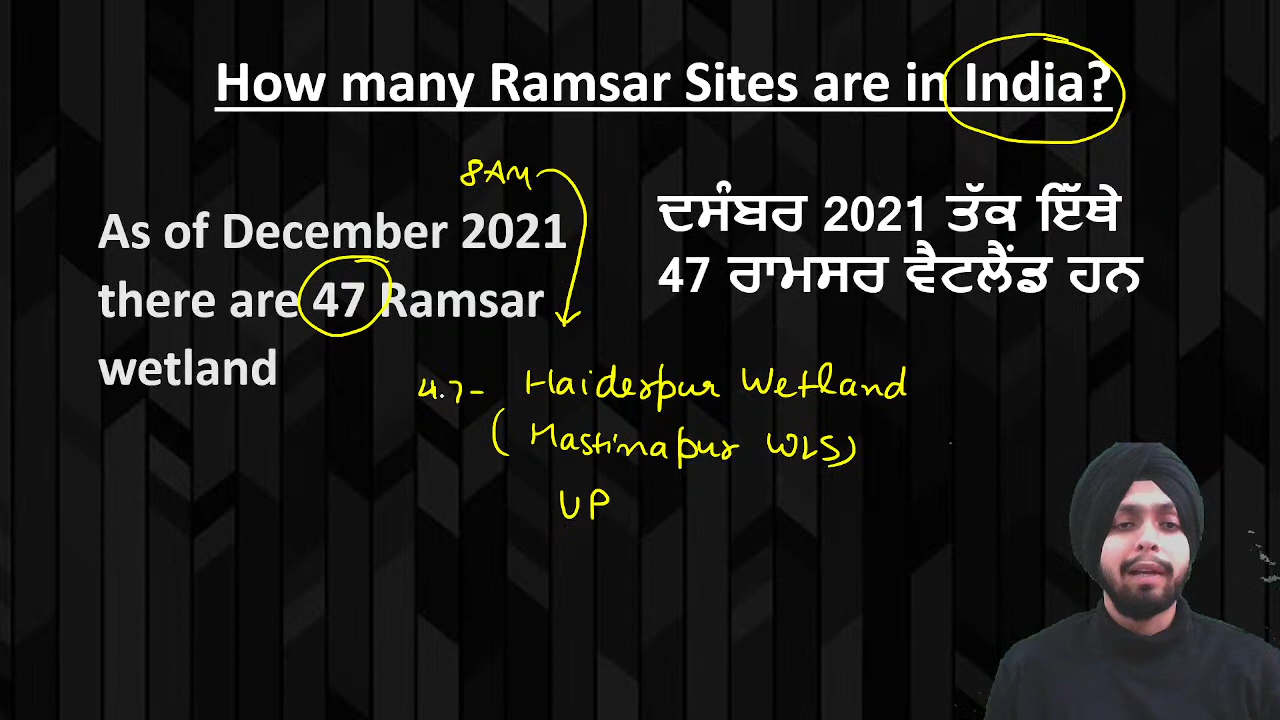 How many Ramsar Sites are in India?
8AM
As of December 2021
there are 47 Ramsar
wetland
ਦਸੰਬਰ 2021 ਤੱਕ ਇੱਥੇ
47 ਰਾਮਸਰ ਵੈਟਲੈਂਡ ਹਨ
47- Haiderpur Wetland
(Hastinapur WLS)
UP